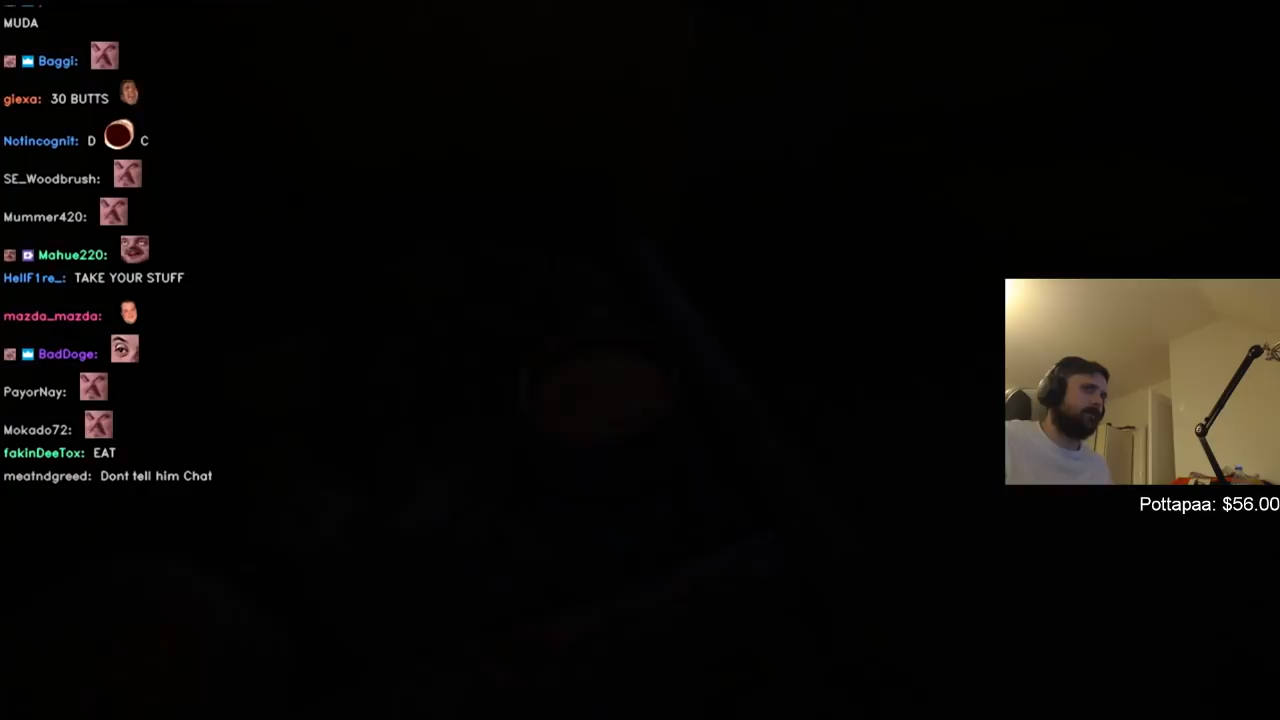 MUDA
Baggi:
giexa: 30 BUTTS
Notincognit: D C
SE_Woodbrush:
Mummer420:
Mahue220:
HellF1re_: TAKE YOUR STUFF
mazda_mazda:
BadDoge:
PayorNay:
Mokado72:
fakinDeeTox: EAT
meatndgreed: Dont tell him Chat
Pottapaa: $56.00